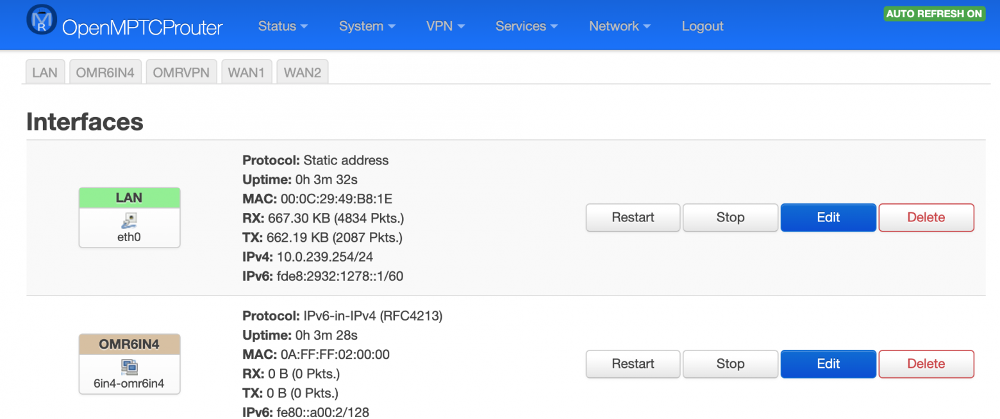 OpenMPTCProuter Status System VPN Services Network Logout AUTO REFRESH ON
LAN OMR6IN4 OMRVPN WAN1 WAN2
Interfaces
LAN
eth0
Protocol: Static address
Uptime: 0h 3m 32s
MAC: 00:0C:29:49:B8:1E
RX: 667.30 KB (4834 Pkts.)
TX: 662.19 KB (2087 Pkts.)
IPv4: 10.0.239.254/24
IPv6: fde8:2932:1278::1/60
Restart Stop Edit Delete
OMR6IN4
6in4-omr6in4
Protocol: IPv6-in-IPv4 (RFC4213)
Uptime: 0h 3m 28s
MAC: 0A:FF:FF:02:00:00
RX: 0 B (0 Pkts.)
TX: 0 B (0 Pkts.)
IPv6: fe80::a00:2/128
Restart Stop Edit Delete